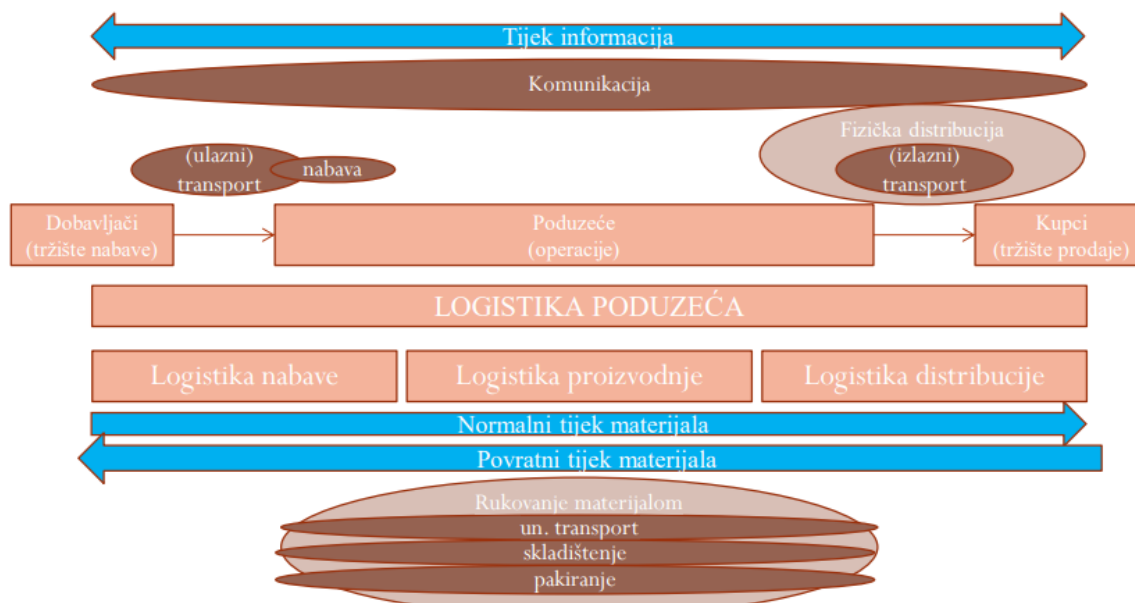 Tijek informacija
Komunikacija
Fizička distribucija
(ulazni)
transport
nabava
(izlazni)
transport
Dobavljači
(tržište nabave)
Poduzeće
(operacije)
Kupci
(tržište prodaje)
LOGISTIKA PODUZEĆA
Logistika nabave
Logistika proizvodnje
Logistika distribucije
Normalni tijek materijala
Povratni tijek materijala
Rukovanje materijalom
un. transport
skladištenje
pakiranje